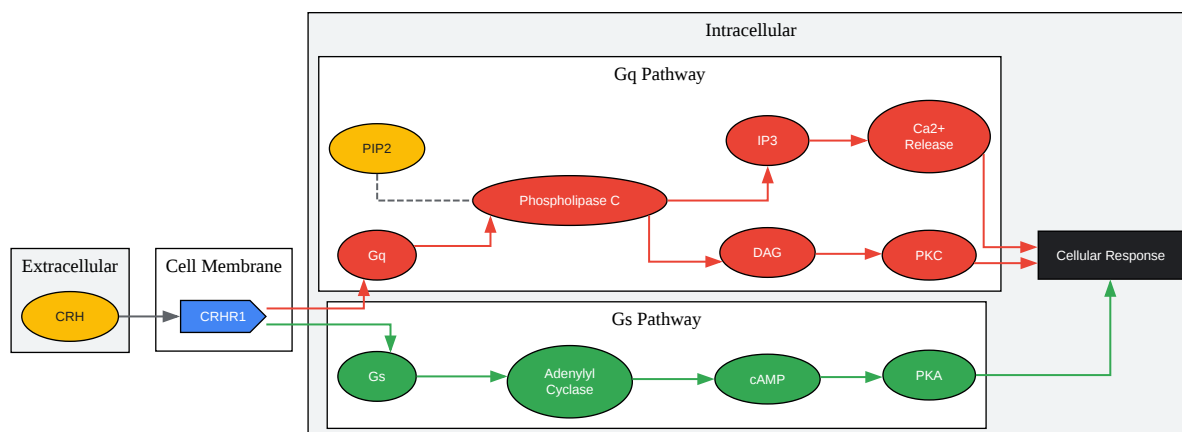 Intracellular
Gq Pathway
PIP2
IP3
Ca2+
Release
Phospholipase C
Gq
DAG
PKC
Cellular Response
Extracellular
CRH
Cell Membrane
CRHR1
Gs Pathway
Gs
Adenylyl
Cyclase
cAMP
PKA